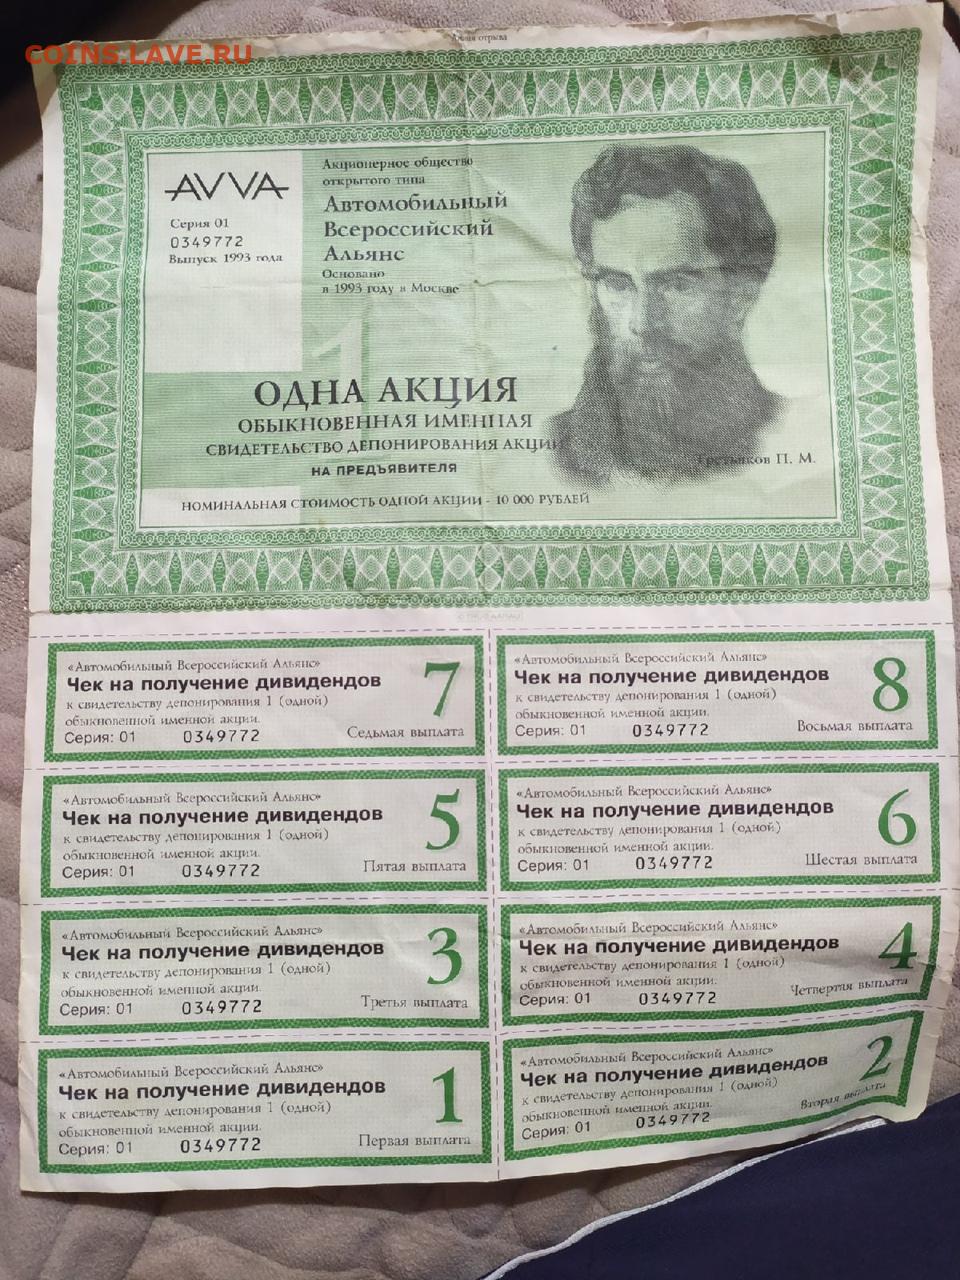 COINS.LAVE.RU
Линия отрыва
AVVA
Серия 01
0349772
Выпуск 1993 года
Акционерное общество
открытого типа
Автомобильный
Всероссийский
Альянс
Основано
в 1993 году в Москве
1
ОДНА АКЦИЯ
ОБЫКНОВЕННАЯ ИМЕННАЯ
СВИДЕТЕЛЬСТВО ДЕПОНИРОВАНИЯ АКЦИИ
НА ПРЕДЪЯВИТЕЛЯ
Третьяков П. М.
НОМИНАЛЬНАЯ СТОИМОСТЬ ОДНОЙ АКЦИИ - 10 000 РУБЛЕЙ
«Автомобильный Всероссийский Альянс»
Чек на получение дивидендов
к свидетельству депонирования 1 (одной)
обыкновенной именной акции.
Серия: 01 0349772
7
Седьмая выплата
«Автомобильный Всероссийский Альянс»
Чек на получение дивидендов
к свидетельству депонирования 1 (одной)
обыкновенной именной акции.
Серия: 01 0349772
8
Восьмая выплата
«Автомобильный Всероссийский Альянс»
Чек на получение дивидендов
к свидетельству депонирования 1 (одной)
обыкновенной именной акции.
Серия: 01 0349772
5
Пятая выплата
«Автомобильный Всероссийский Альянс»
Чек на получение дивидендов
к свидетельству депонирования 1 (одной)
обыкновенной именной акции.
Серия: 01 0349772
6
Шестая выплата
«Автомобильный Всероссийский Альянс»
Чек на получение дивидендов
к свидетельству депонирования 1 (одной)
обыкновенной именной акции.
Серия: 01 0349772
3
Третья выплата
«Автомобильный Всероссийский Альянс»
Чек на получение дивидендов
к свидетельству депонирования 1 (одной)
обыкновенной именной акции.
Серия: 01 0349772
4
Четвертая выплата
«Автомобильный Всероссийский Альянс»
Чек на получение дивидендов
к свидетельству депонирования 1 (одной)
обыкновенной именной акции.
Серия: 01 0349772
1
Первая выплата
«Автомобильный Всероссийский Альянс»
Чек на получение дивидендов
к свидетельству депонирования 1 (одной)
обыкновенной именной акции.
Серия: 01 0349772
2
Вторая выплата